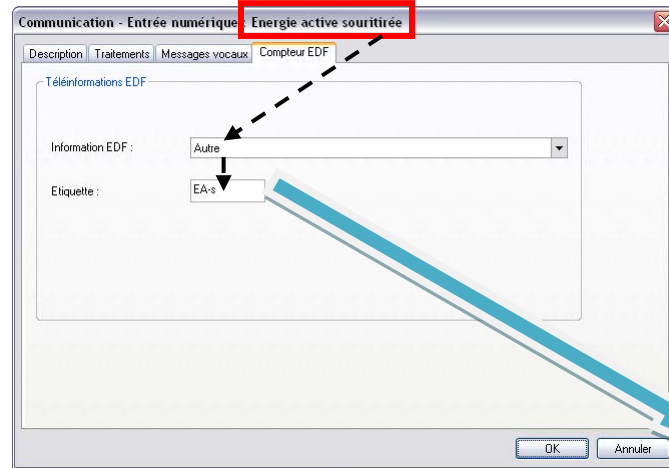 Communication - Entrée numérique : Energie active souritirée
Description Traitements Messages vocaux Compteur EDF
Téléinformations EDF
Information EDF : Autre
Etiquette : EA-s
OK Annuler